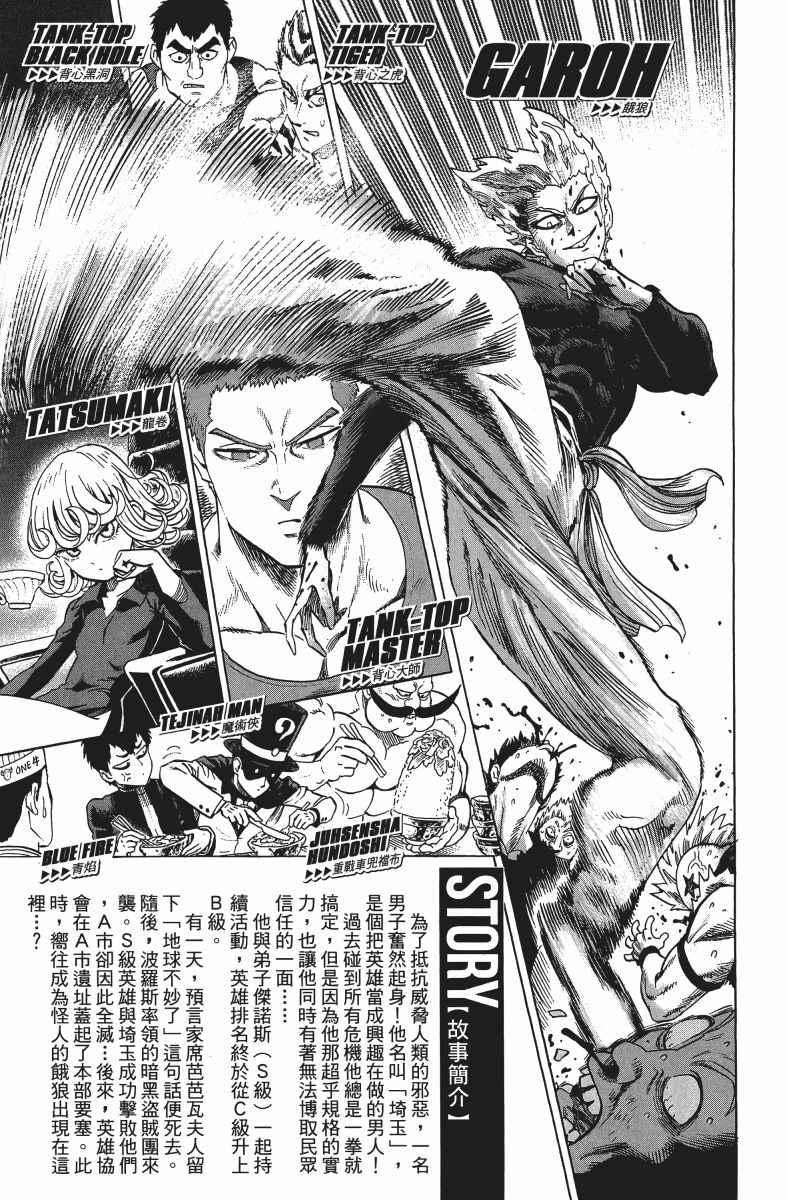 TANK-TOP
BLACK HOLE
▶▶▶背心黑洞
TANK-TOP
TIGER
▶▶▶背心之虎
GAROH
▶▶▶餓狼
TATSUMAKI
▶▶▶龍卷
TANK-TOP
MASTER
▶▶▶背心大師
TEJINAH MAN
▶▶▶魔術俠
ONE4
?
BLUE FIRE
▶▶▶青焰
JUHSENSHA
HUNDOSHI
▶▶▶重戰車兜襠布
STORY【故事簡介】
為了抵抗威脅人類的邪惡，一名
男子奮然起身！他名叫「埼玉」，
是個把英雄當成興趣在做的男人！
過去碰到所有危機他總是一拳就
搞定，但是因為他那超乎規格的實
力，也讓他同時有著無法博取民眾
信任的一面……
他與弟子傑諾斯（S級）一起持
續活動，英雄排名終於從C級升上
B級。
有一天，預言家席芭芭瓦夫人留
下「地球不妙了」這句話便死去。
隨後，波羅斯率領的暗黑盜賊團來
襲。S級英雄與埼玉成功擊敗他們
，A市卻因此全滅…後來，英雄協
會在A市遺址蓋起了本部要塞。此
時，嚮往成為怪人的餓狼出現在這
裡…？